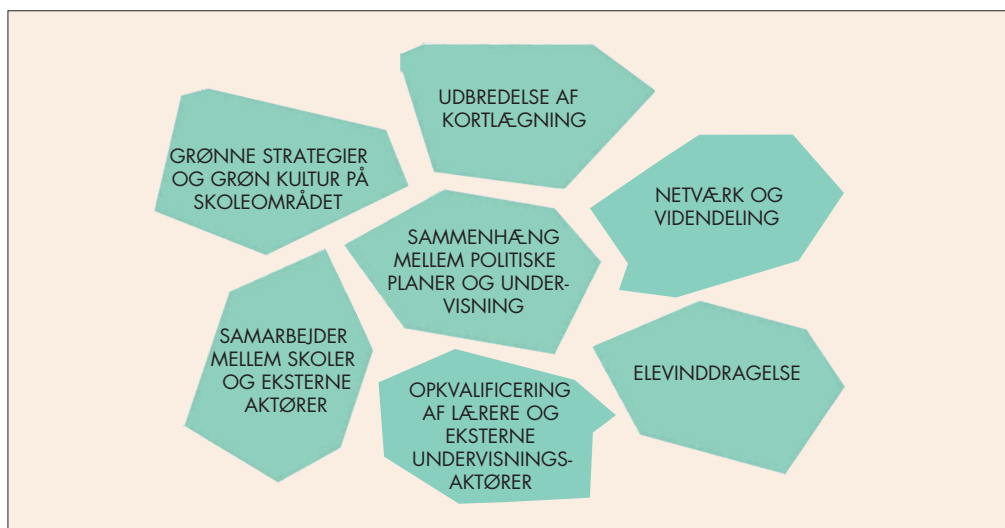 UDBREDELSE AF
KORTLÆGNING
GRØNNE STRATEGIER
OG GRØN KULTUR PÅ
SKOLEOMRÅDET
NETVÆRK OG
VIDENDELING
SAMMENHÆNG
MELLEM POLITISKE
PLANER OG UNDER-
VISNING
SAMARBEJDER
MELLEM SKOLER
OG EKSTERNE
AKTØRER
ELEVINDDRAGELSE
OPKVALIFICERING
AF LÆRERE OG
EKSTERNE
UNDERVISNINGS-
AKTØRER